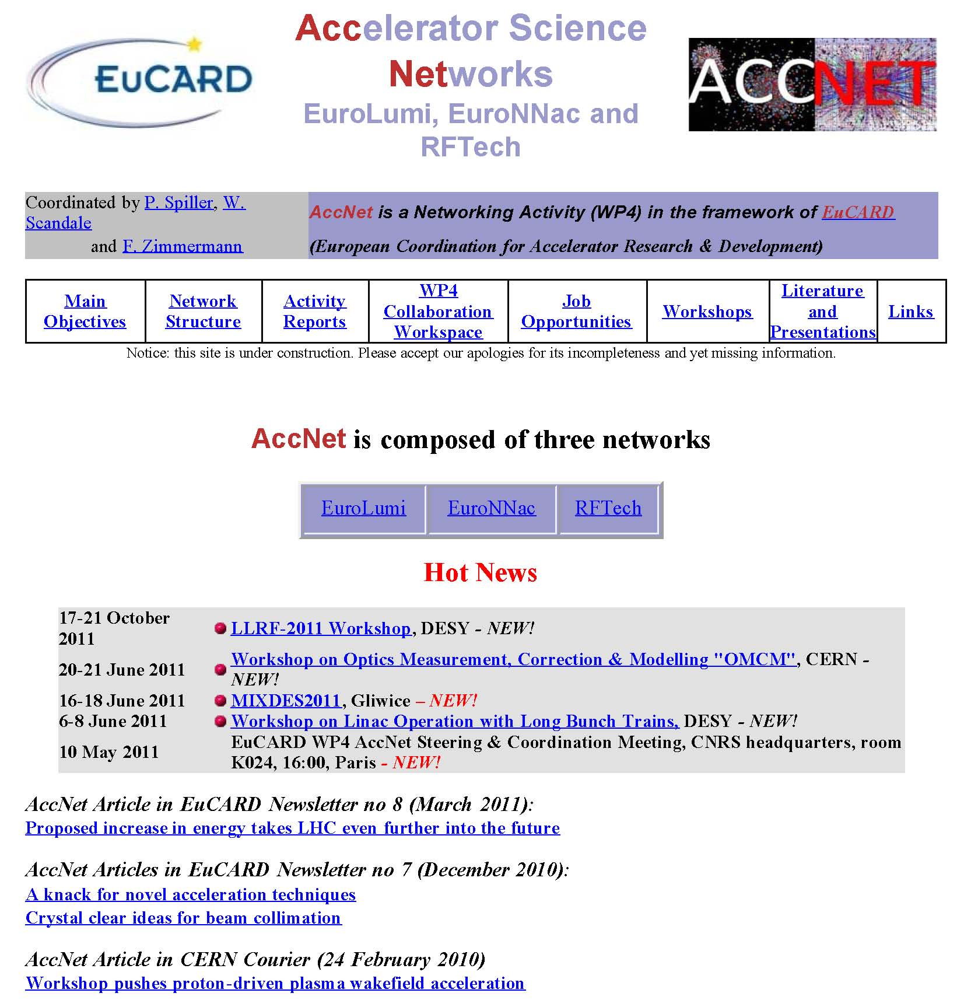 EuCARD
Accelerator Science
Networks
EuroLumi, EuroNNac and
RFTech
ACCNET
Coordinated by P. Spiller, W.
Scandale
and F. Zimmermann
AccNet is a Networking Activity (WP4) in the framework of EuCARD
(European Coordination for Accelerator Research & Development)
Main
Objectives
Network
Structure
Activity
Reports
WP4
Collaboration
Workspace
Job
Opportunities
Workshops
Literature
and
Presentations
Links
Notice: this site is under construction. Please accept our apologies for its incompleteness and yet missing information.
AccNet is composed of three networks
EuroLumi
EuroNNac
RFTech
Hot News
17-21 October
2011
LLRF-2011 Workshop, DESY - NEW!
20-21 June 2011
Workshop on Optics Measurement, Correction & Modelling "OMCM", CERN -
NEW!
16-18 June 2011
MIXDES2011, Gliwice – NEW!
6-8 June 2011
Workshop on Linac Operation with Long Bunch Trains, DESY - NEW!
10 May 2011
EuCARD WP4 AccNet Steering & Coordination Meeting, CNRS headquarters, room
K024, 16:00, Paris - NEW!
AccNet Article in EuCARD Newsletter no 8 (March 2011):
Proposed increase in energy takes LHC even further into the future
AccNet Articles in EuCARD Newsletter no 7 (December 2010):
A knack for novel acceleration techniques
Crystal clear ideas for beam collimation
AccNet Article in CERN Courier (24 February 2010)
Workshop pushes proton-driven plasma wakefield acceleration